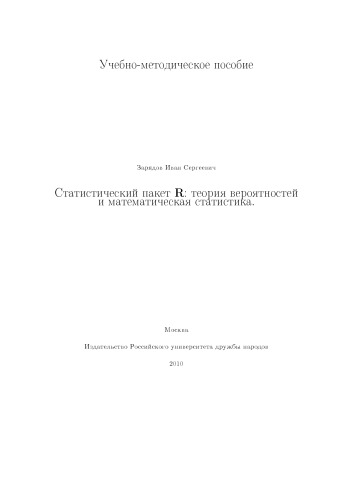 Учебно-методическое пособие
Зарядов Иван Сергеевич
Статистический пакет R: теория вероятностей
и математическая статистика.
Москва
Издательство Российского университета дружбы народов
2010